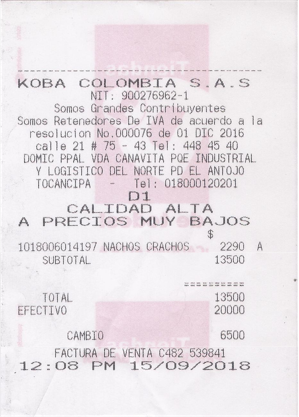 Tiendas
KOBA COLOMBIA S.A.S
NIT: 900276962-1
Somos Grandes Contribuyentes
Somos Retenedores De IVA de acuerdo a la
resolucion No.000076 de 01 DIC 2016
calle 21 # 75 - 43 Tel: 448 45 40
DOMIC PPAL VDA CANAVITA PQE INDUSTRIAL
Y LOGISTICO DEL NORTE PD EL ANTOJO
TOCANCIPA - Tel: 018000120201
D1
CALIDAD ALTA
A PRECIOS MUY BAJOS
$
1018006014197 NACHOS CRACHOS 2290 A
SUBTOTAL 13500
==========
TOTAL 13500
EFECTIVO 20000
CAMBIO 6500
Tiendas
FACTURA DE VENTA C482 539841
12:08 PM 15/09/2018